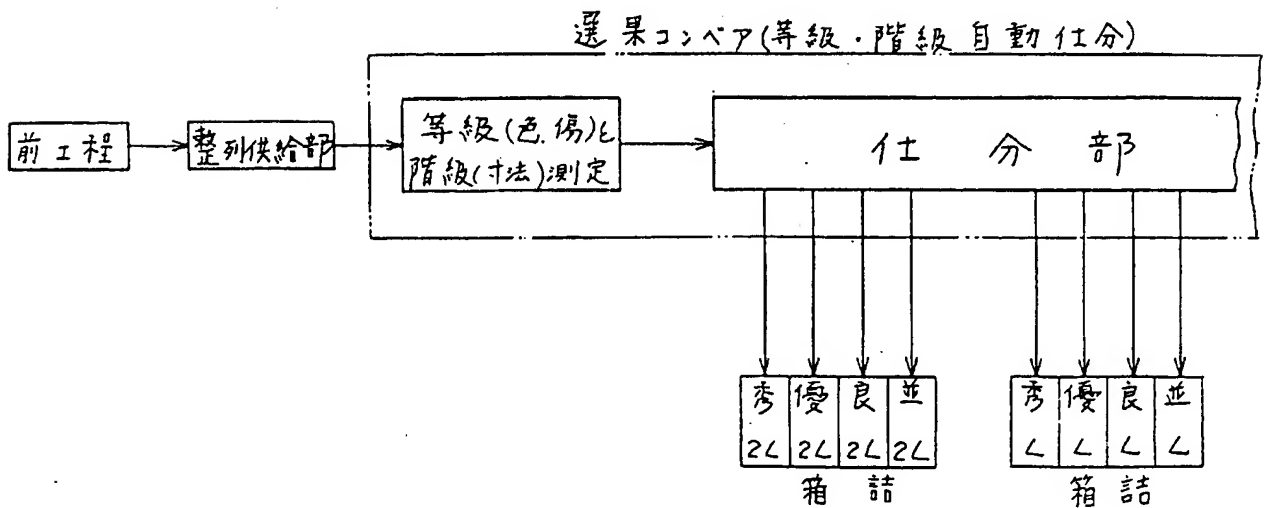 選果コンベア(等級・階級自動仕分)
前工程
整列供給部
等級(色,傷)と
階級(寸法)測定
仕分部
秀 優 良 並
2L 2L 2L 2L
箱詰
秀 優 良 並
L L L L
箱詰